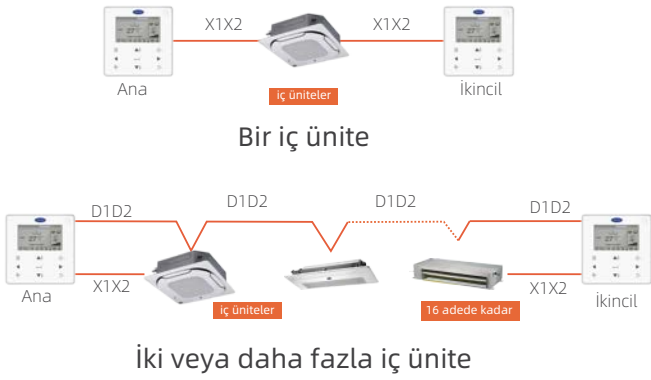 X1X2 X1X2
Ana iç üniteler İkincil
Bir iç ünite
D1D2 D1D2 D1D2 D1D2
X1X2 X1X2
Ana iç üniteler 16 adede kadar İkincil
İki veya daha fazla iç ünite